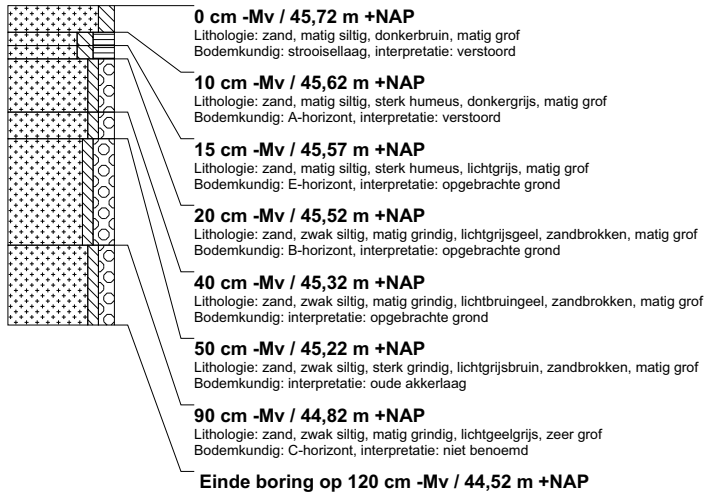 0 cm -Mv / 45,72 m +NAP
Lithologie: zand, matig siltig, donkerbruin, matig grof
Bodemkundig: strooisellaag, interpretatie: verstoord
10 cm -Mv / 45,62 m +NAP
Lithologie: zand, matig siltig, sterk humeus, donkergrijs, matig grof
Bodemkundig: A-horizont, interpretatie: verstoord
15 cm -Mv / 45,57 m +NAP
Lithologie: zand, matig siltig, sterk humeus, lichtgrijs, matig grof
Bodemkundig: E-horizont, interpretatie: opgebrachte grond
20 cm -Mv / 45,52 m +NAP
Lithologie: zand, zwak siltig, matig grindig, lichtgrijsgeel, zandbrokken, matig grof
Bodemkundig: B-horizont, interpretatie: opgebrachte grond
40 cm -Mv / 45,32 m +NAP
Lithologie: zand, zwak siltig, matig grindig, lichtbruingeel, zandbrokken, matig grof
Bodemkundig: interpretatie: opgebrachte grond
50 cm -Mv / 45,22 m +NAP
Lithologie: zand, zwak siltig, sterk grindig, lichtgrijsbruin, zandbrokken, matig grof
Bodemkundig: interpretatie: oude akkerlaag
90 cm -Mv / 44,82 m +NAP
Lithologie: zand, zwak siltig, matig grindig, lichtgeelgrijs, zeer grof
Bodemkundig: C-horizont, interpretatie: niet benoemd
Einde boring op 120 cm -Mv / 44,52 m +NAP